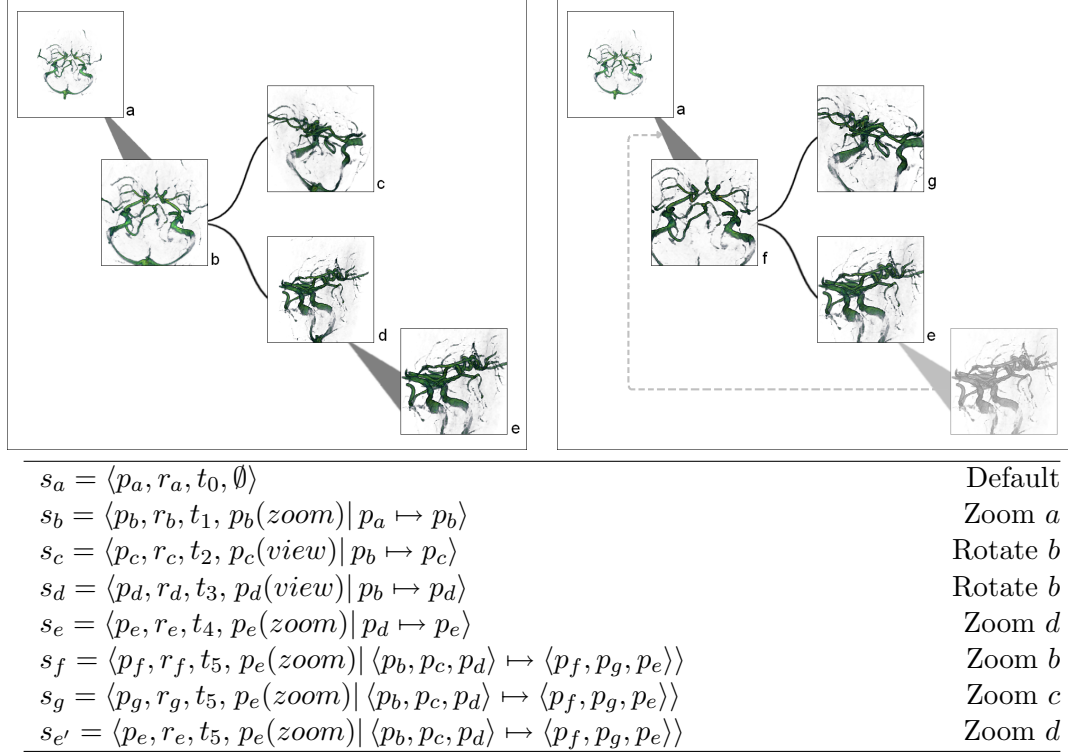 a
b
c
d
e
a
f
g
e
s_a = ⟨p_a, r_a, t_0, ∅⟩ Default
s_b = ⟨p_b, r_b, t_1, p_b(zoom)| p_a ↦ p_b⟩ Zoom a
s_c = ⟨p_c, r_c, t_2, p_c(view)| p_b ↦ p_c⟩ Rotate b
s_d = ⟨p_d, r_d, t_3, p_d(view)| p_b ↦ p_d⟩ Rotate b
s_e = ⟨p_e, r_e, t_4, p_e(zoom)| p_d ↦ p_e⟩ Zoom d
s_f = ⟨p_f, r_f, t_5, p_e(zoom)| ⟨p_b, p_c, p_d⟩ ↦ ⟨p_f, p_g, p_e⟩⟩ Zoom b
s_g = ⟨p_g, r_g, t_5, p_e(zoom)| ⟨p_b, p_c, p_d⟩ ↦ ⟨p_f, p_g, p_e⟩⟩ Zoom c
s_{e'} = ⟨p_e, r_e, t_5, p_e(zoom)| ⟨p_b, p_c, p_d⟩ ↦ ⟨p_f, p_g, p_e⟩⟩ Zoom d